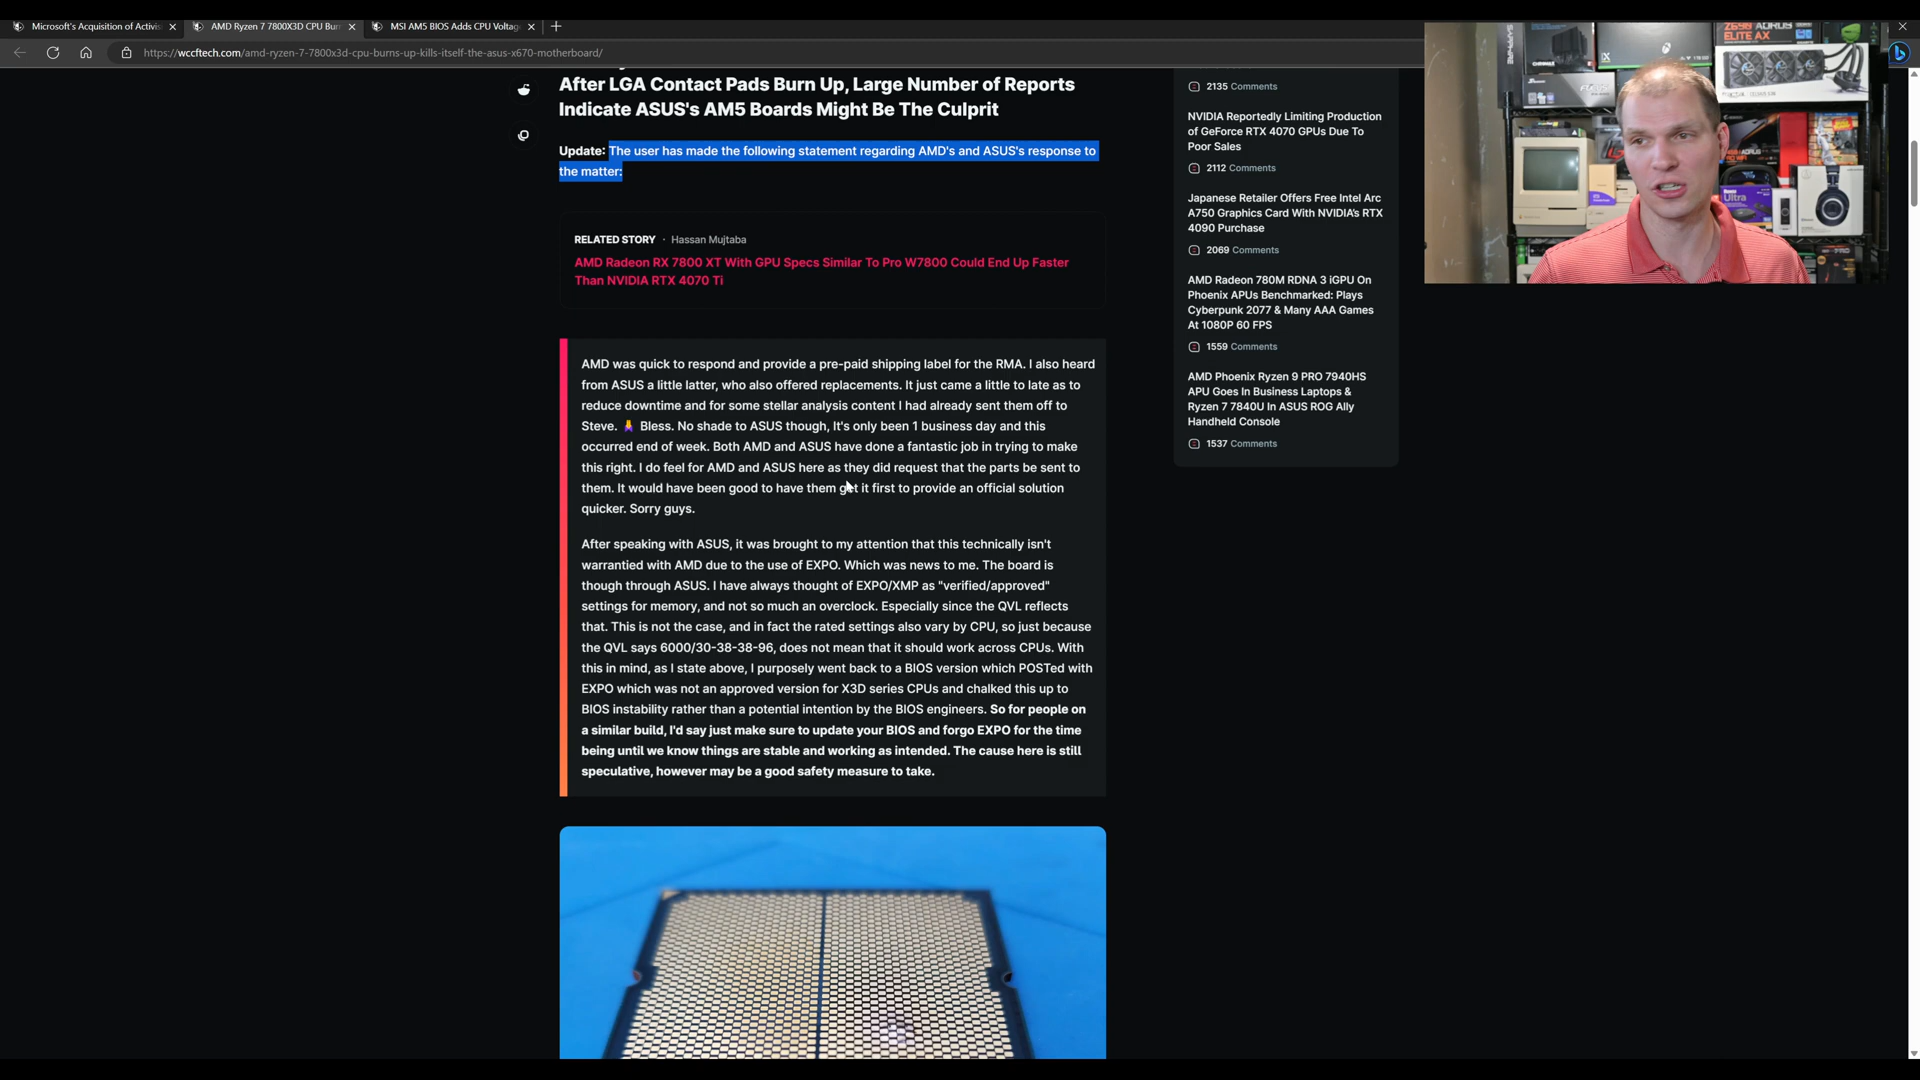 Microsoft's Acquisition of Activis
AMD Ryzen 7 7800X3D CPU Bur
MSI AM5 BIOS Adds CPU Voltag
https://wccftech.com/amd-ryzen-7-7800x3d-cpu-burns-up-kills-itself-the-asus-x670-motherboard/
After LGA Contact Pads Burn Up, Large Number of Reports
Indicate ASUS's AM5 Boards Might Be The Culprit
Update: The user has made the following statement regarding AMD's and ASUS's response to
the matter:
RELATED STORY · Hassan Mujtaba
AMD Radeon RX 7800 XT With GPU Specs Similar To Pro W7800 Could End Up Faster
Than NVIDIA RTX 4070 Ti
AMD was quick to respond and provide a pre-paid shipping label for the RMA. I also heard
from ASUS a little latter, who also offered replacements. It just came a little to late as to
reduce downtime and for some stellar analysis content I had already sent them off to
Steve. 🧘 Bless. No shade to ASUS though, It's only been 1 business day and this
occurred end of week. Both AMD and ASUS have done a fantastic job in trying to make
this right. I do feel for AMD and ASUS here as they did request that the parts be sent to
them. It would have been good to have them get it first to provide an official solution
quicker. Sorry guys.
After speaking with ASUS, it was brought to my attention that this technically isn't
warrantied with AMD due to the use of EXPO. Which was news to me. The board is
though through ASUS. I have always thought of EXPO/XMP as "verified/approved"
settings for memory, and not so much an overclock. Especially since the QVL reflects
that. This is not the case, and in fact the rated settings also vary by CPU, so just because
the QVL says 6000/30-38-38-96, does not mean that it should work across CPUs. With
this in mind, as I state above, I purposely went back to a BIOS version which POSTed with
EXPO which was not an approved version for X3D series CPUs and chalked this up to
BIOS instability rather than a potential intention by the BIOS engineers. So for people on
a similar build, I'd say just make sure to update your BIOS and forgo EXPO for the time
being until we know things are stable and working as intended. The cause here is still
speculative, however may be a good safety measure to take.
2135 Comments
NVIDIA Reportedly Limiting Production
of GeForce RTX 4070 GPUs Due To
Poor Sales
2112 Comments
Japanese Retailer Offers Free Intel Arc
A750 Graphics Card With NVIDIA's RTX
4090 Purchase
2069 Comments
AMD Radeon 780M RDNA 3 iGPU On
Phoenix APUs Benchmarked: Plays
Cyberpunk 2077 & Many AAA Games
At 1080P 60 FPS
1559 Comments
AMD Phoenix Ryzen 9 PRO 7940HS
APU Goes In Business Laptops &
Ryzen 7 7840U In ASUS ROG Ally
Handheld Console
1537 Comments
Z690 AORUS
ELITE AX
Ultra